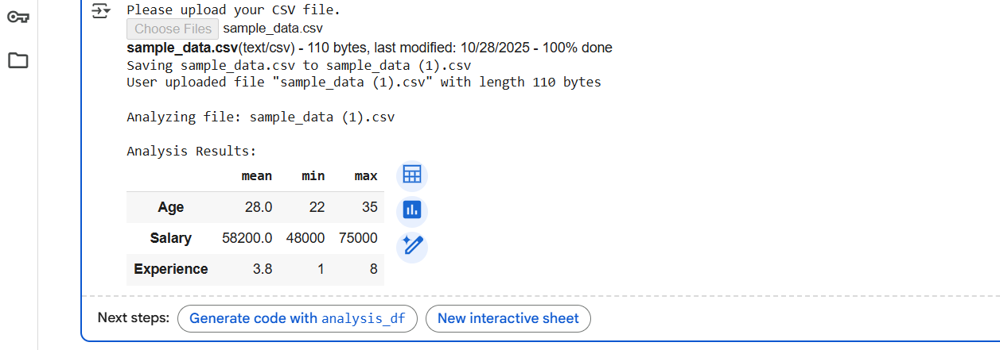 Please upload your CSV file.
Choose Files sample_data.csv
sample_data.csv(text/csv) - 110 bytes, last modified: 10/28/2025 - 100% done
Saving sample_data.csv to sample_data (1).csv
User uploaded file "sample_data (1).csv" with length 110 bytes
Analyzing file: sample_data (1).csv
Analysis Results:
mean min max
Age 28.0 22 35
Salary 58200.0 48000 75000
Experience 3.8 1 8
Next steps: Generate code with analysis_df New interactive sheet